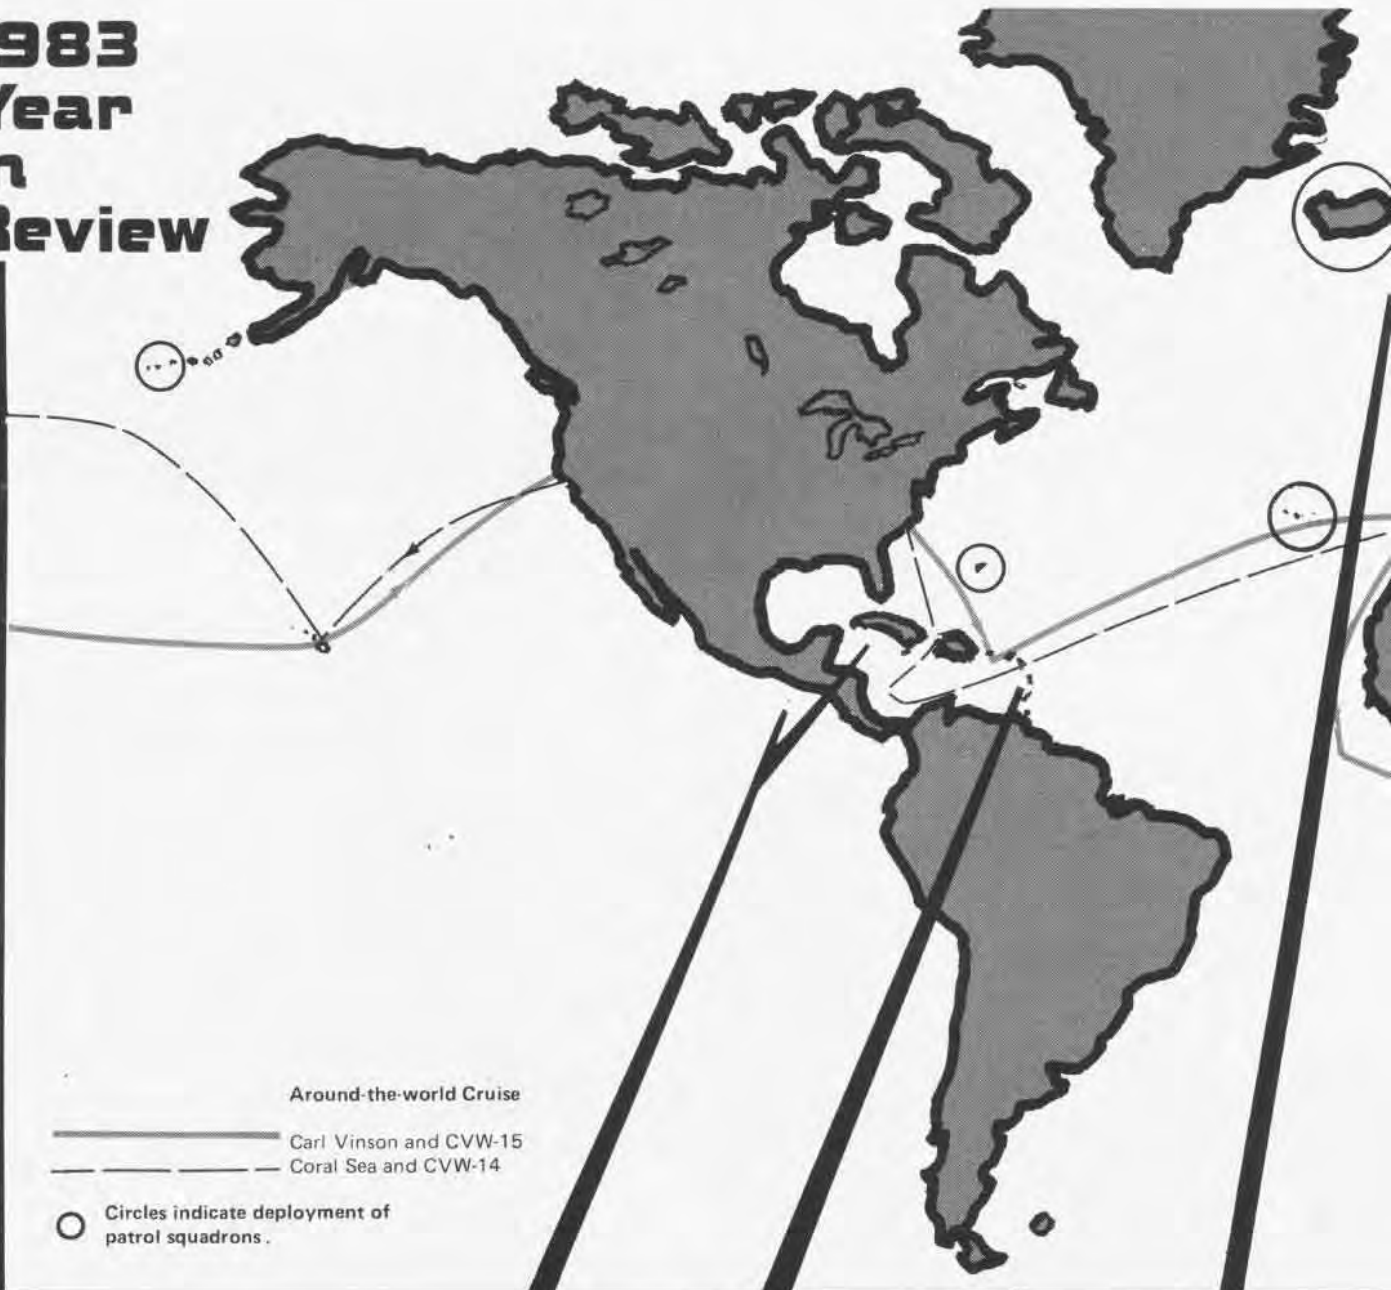 983
Year
n
Review
Around-the-world Cruise
Carl Vinson and CVW-15
Coral Sea and CVW-14
Circles indicate deployment of
patrol squadrons.